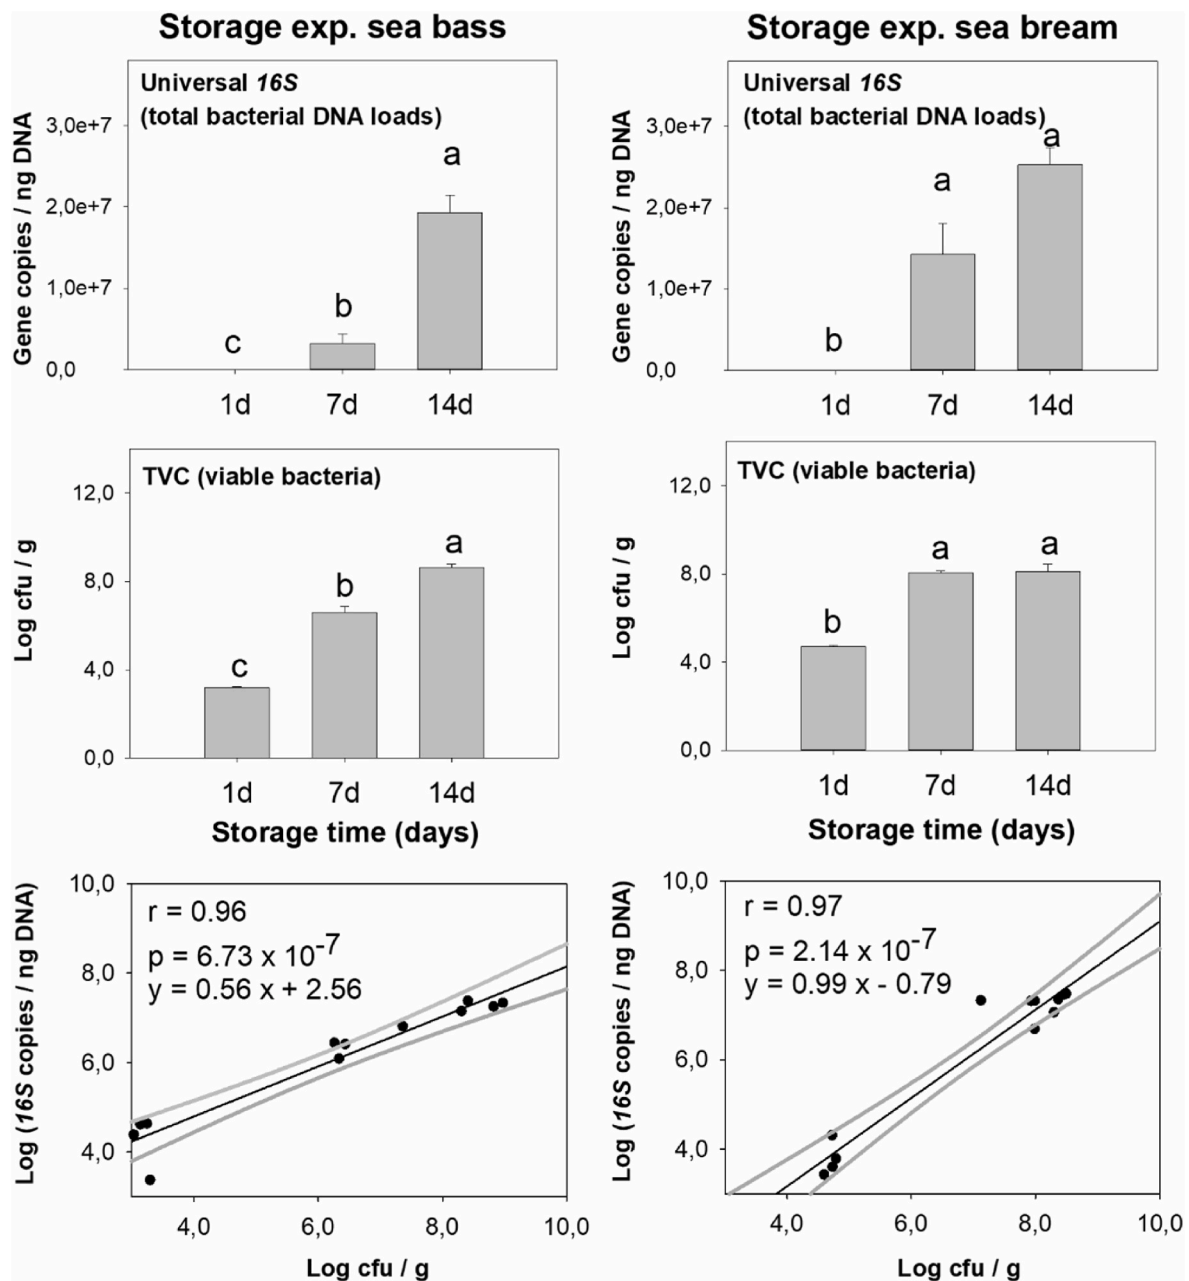 Storage exp. sea bass
Universal 16S
(total bacterial DNA loads)
Gene copies / ng DNA
3,0e+7
2,0e+7
1,0e+7
0,0
c
b
a
1d 7d 14d
TVC (viable bacteria)
Log cfu / g
12,0
8,0
4,0
0,0
c
b
a
1d 7d 14d
Storage time (days)
Log (16S copies / ng DNA)
10,0
8,0
6,0
4,0
r = 0.96
p = 6.73 x 10-7
y = 0.56 x + 2.56
4,0 6,0 8,0 10,0
Log cfu / g
Storage exp. sea bream
Universal 16S
(total bacterial DNA loads)
Gene copies / ng DNA
3,0e+7
2,0e+7
1,0e+7
0,0
b
a
a
1d 7d 14d
TVC (viable bacteria)
Log cfu / g
12,0
8,0
4,0
0,0
b
a
a
1d 7d 14d
Storage time (days)
Log (16S copies / ng DNA)
10,0
8,0
6,0
4,0
r = 0.97
p = 2.14 x 10-7
y = 0.99 x - 0.79
4,0 6,0 8,0 10,0
Log cfu / g